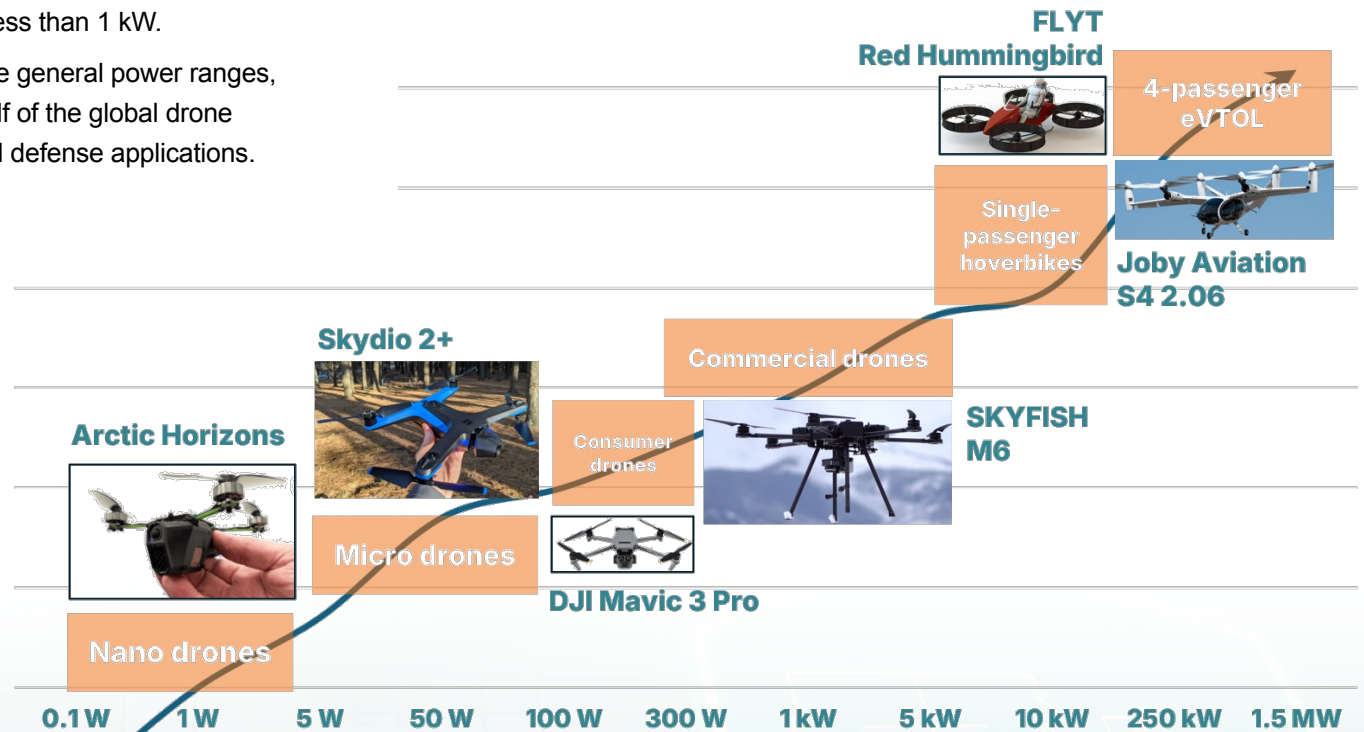 ess than 1 kW.
e general power ranges,
lf of the global drone
l defense applications.
FLYT
Red Hummingbird
4-passenger
eVTOL
Single-
passenger
hoverbikes
Joby Aviation
S4 2.06
Skydio 2+
Commercial drones
Arctic Horizons
Consumer
drones
SKYFISH
M6
Micro drones
DJI Mavic 3 Pro
Nano drones
0.1 W 1 W 5 W 50 W 100 W 300 W 1 kW 5 kW 10 kW 250 kW 1.5 MW